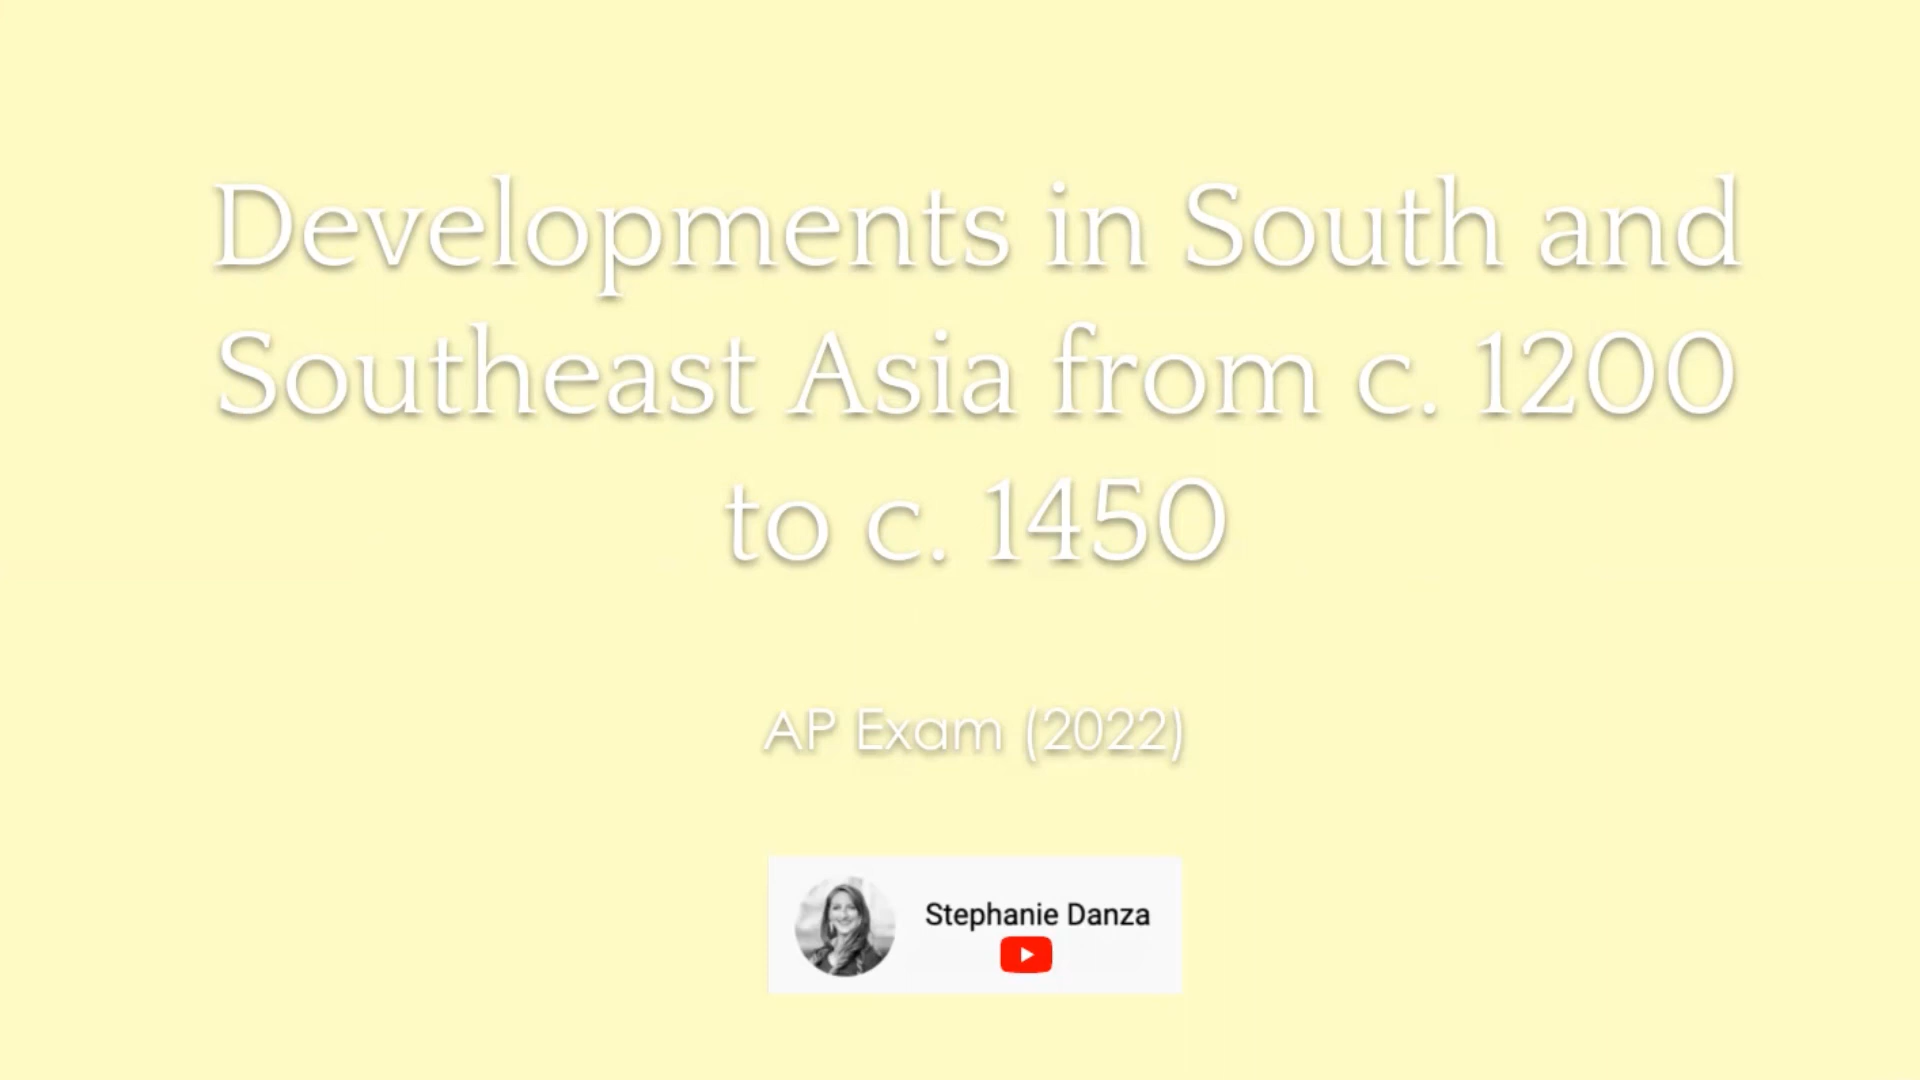 Developments in South and
Southeast Asia from c. 1200
to c. 1450
AP Exam (2022)
Stephanie Danza